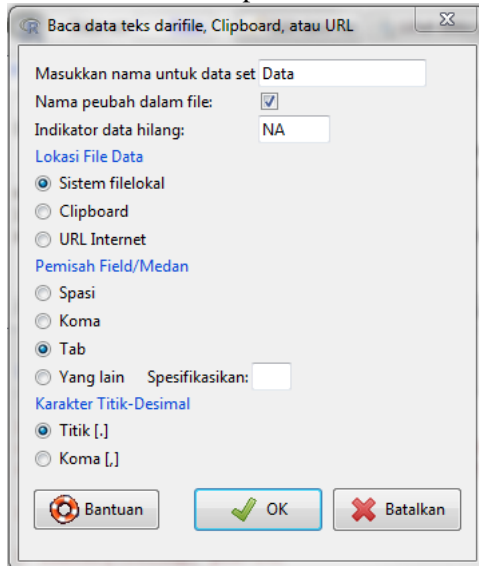 Baca data teks darifile, Clipboard, atau URL
Masukkan nama untuk data set Data
Nama peubah dalam file:
Indikator data hilang: NA
Lokasi File Data
Sistem filelokal
Clipboard
URL Internet
Pemisah Field/Medan
Spasi
Koma
Tab
Yang lain Spesifikasikan:
Karakter Titik-Desimal
Titik [.]
Koma [,]
Bantuan OK Batalkan